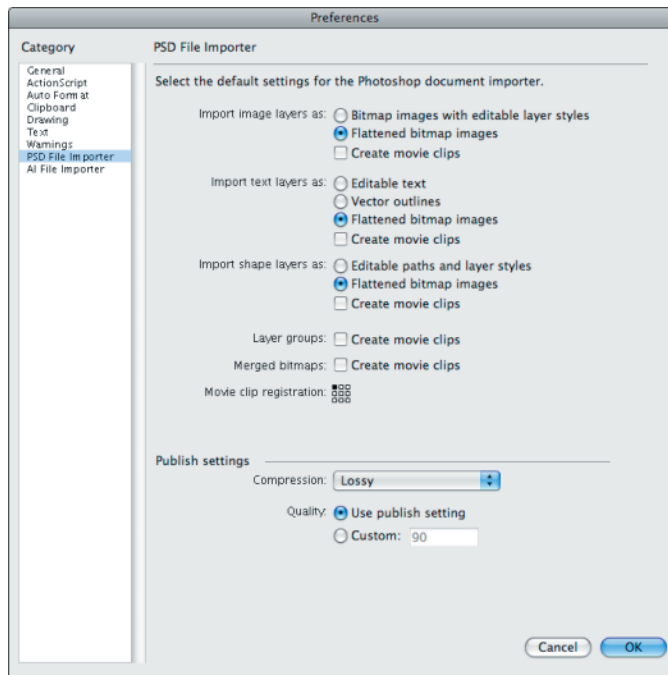 Preferences
Category
General
ActionScript
Auto Format
Clipboard
Drawing
Text
Warnings
PSD File Importer
AI File Importer
PSD File Importer
Select the default settings for the Photoshop document importer.
Import image layers as: Bitmap images with editable layer styles
Flattened bitmap images
Create movie clips
Import text layers as: Editable text
Vector outlines
Flattened bitmap images
Create movie clips
Import shape layers as: Editable paths and layer styles
Flattened bitmap images
Create movie clips
Layer groups: Create movie clips
Merged bitmaps: Create movie clips
Movie clip registration:
Publish settings
Compression: Lossy
Quality: Use publish setting
Custom: 90
Cancel OK